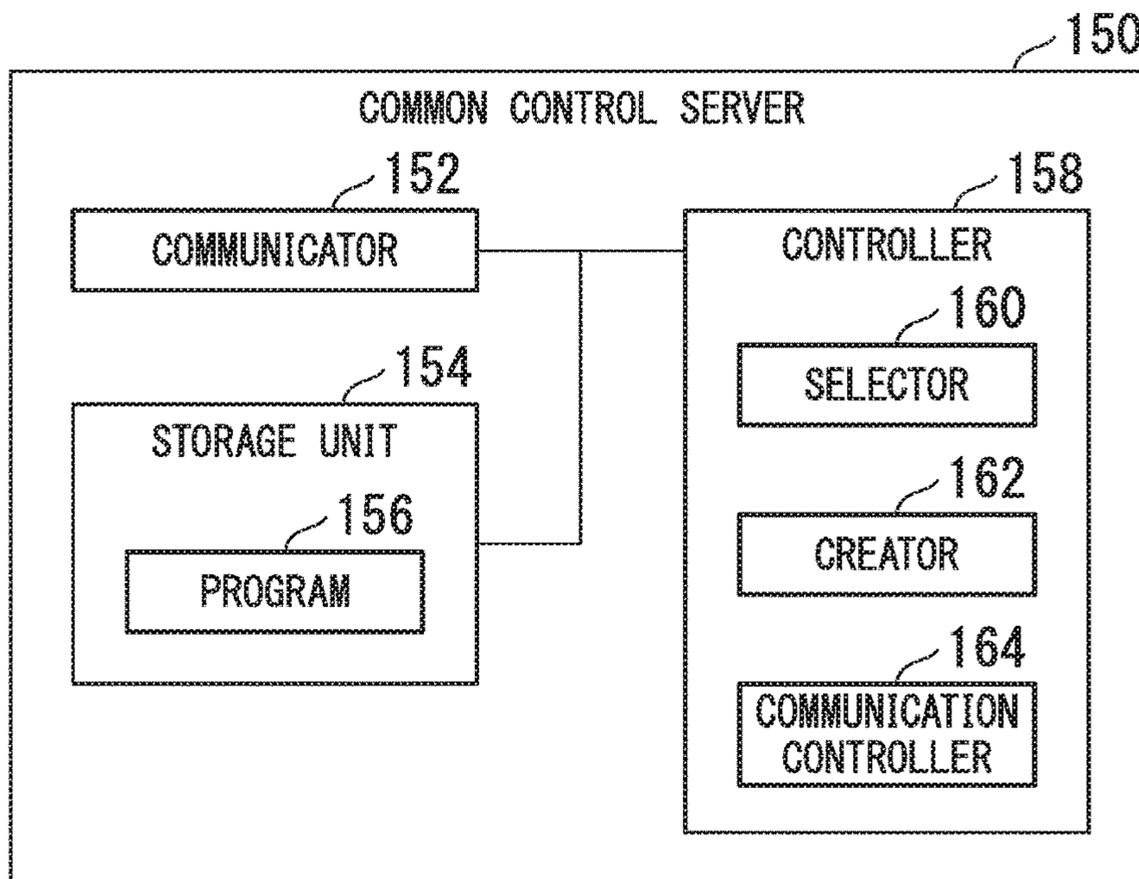 150
COMMON CONTROL SERVER
152
COMMUNICATOR
154
STORAGE UNIT
156
PROGRAM
158
CONTROLLER
160
SELECTOR
162
CREATOR
164
COMMUNICATION
CONTROLLER